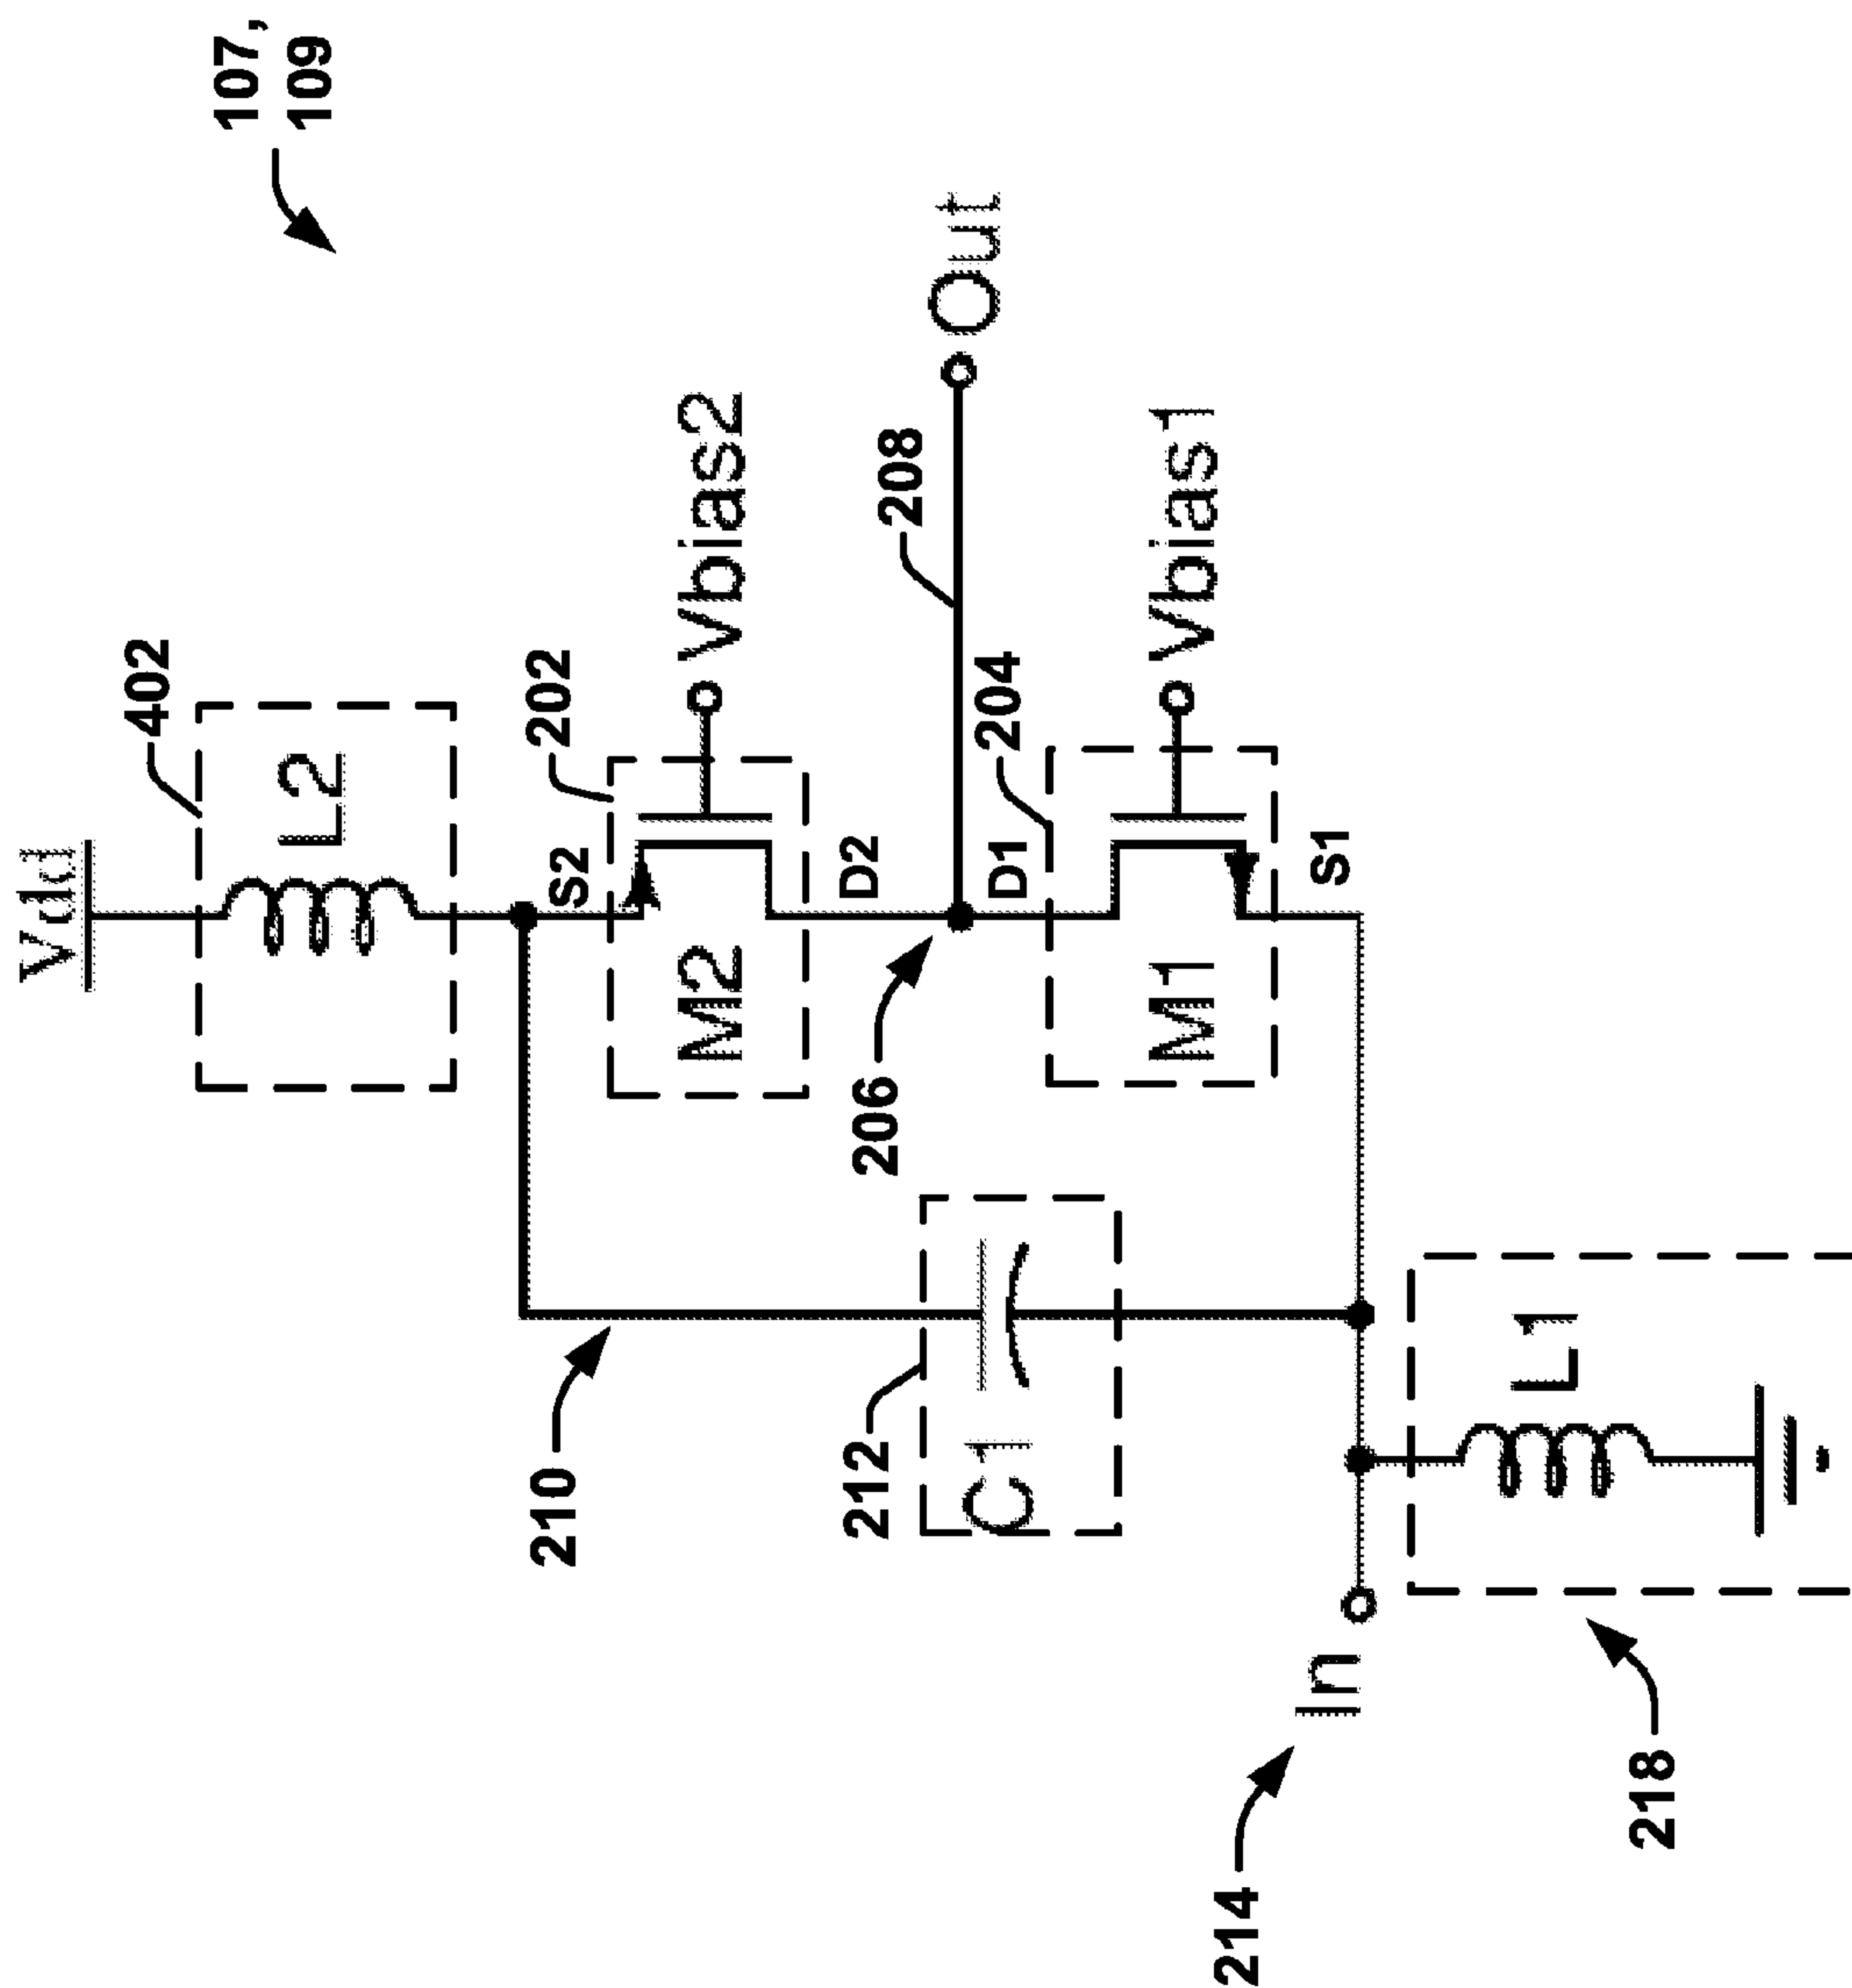 107,
109
Vdd
402
L2
202
S2
M2
Vbias2
D2
208
Out
206
D1
204
M1
Vbias1
S1
210
212
C1
214
In
L1
218